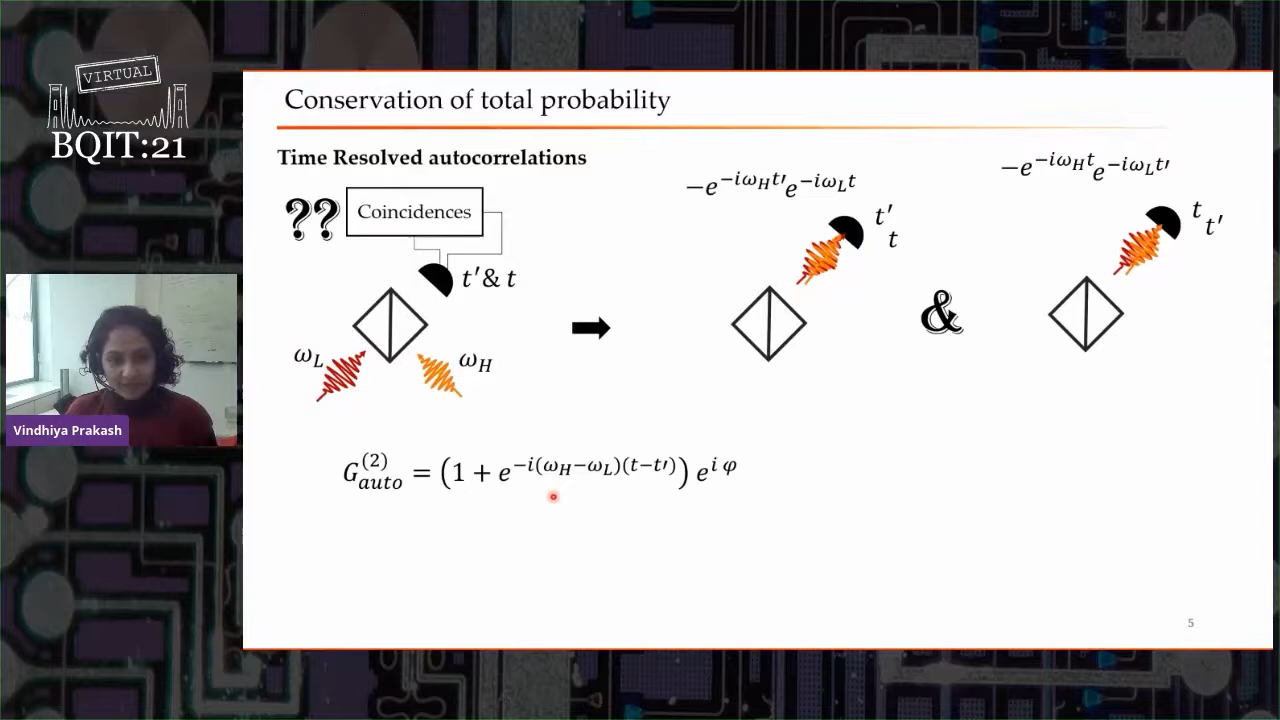 VIRTUAL
BQIT:21
Conservation of total probability
Time Resolved autocorrelations
?? Coincidences
t′& t
ω_L
ω_H
−e^{−iω_H t′}e^{−iω_L t}
t′
t
&
−e^{−iω_H t}e^{−iω_L t′}
t
t′
G^{(2)}_{auto} = (1 + e^{−i(ω_H−ω_L)(t−t′)}) e^{i φ}
Vindhiya Prakash
5